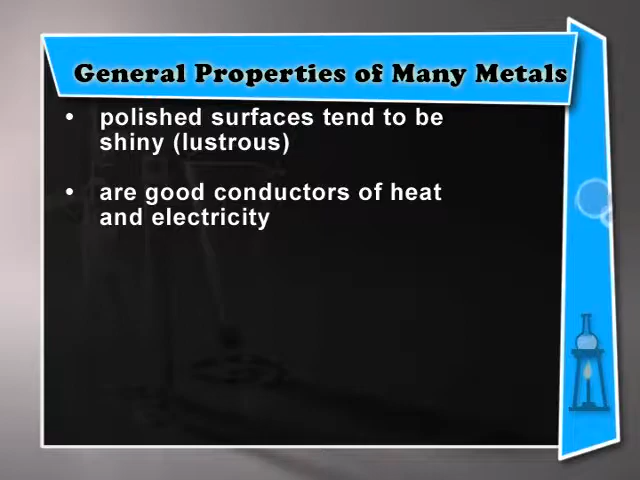 General Properties of Many Metals
• polished surfaces tend to be
shiny (lustrous)
• are good conductors of heat
and electricity